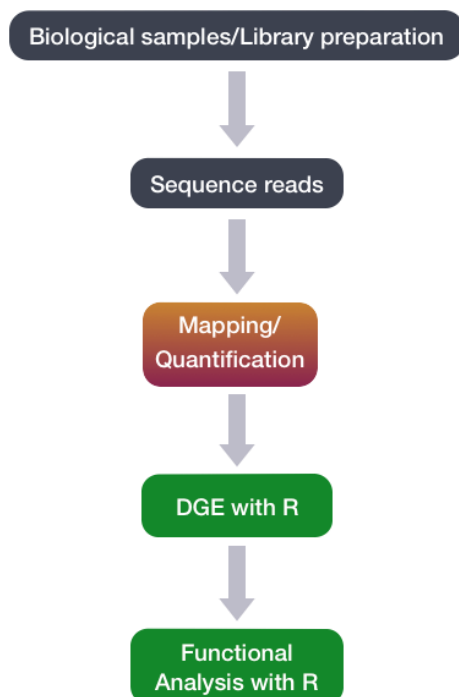 Biological samples/Library preparation
Sequence reads
Mapping/
Quantification
DGE with R
Functional
Analysis with R